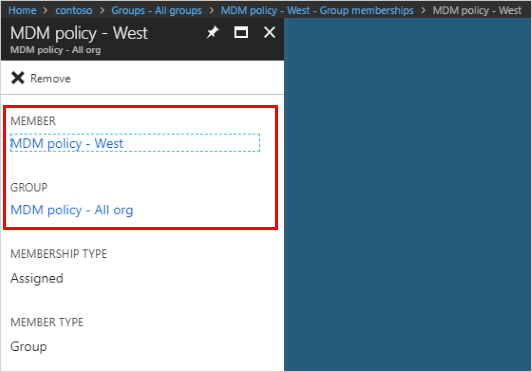 Home > contoso > Groups - All groups > MDM policy - West - Group memberships > MDM policy - West
MDM policy - West
MDM policy - All org
Remove
MEMBER
MDM policy - West
GROUP
MDM policy - All org
MEMBERSHIP TYPE
Assigned
MEMBER TYPE
Group